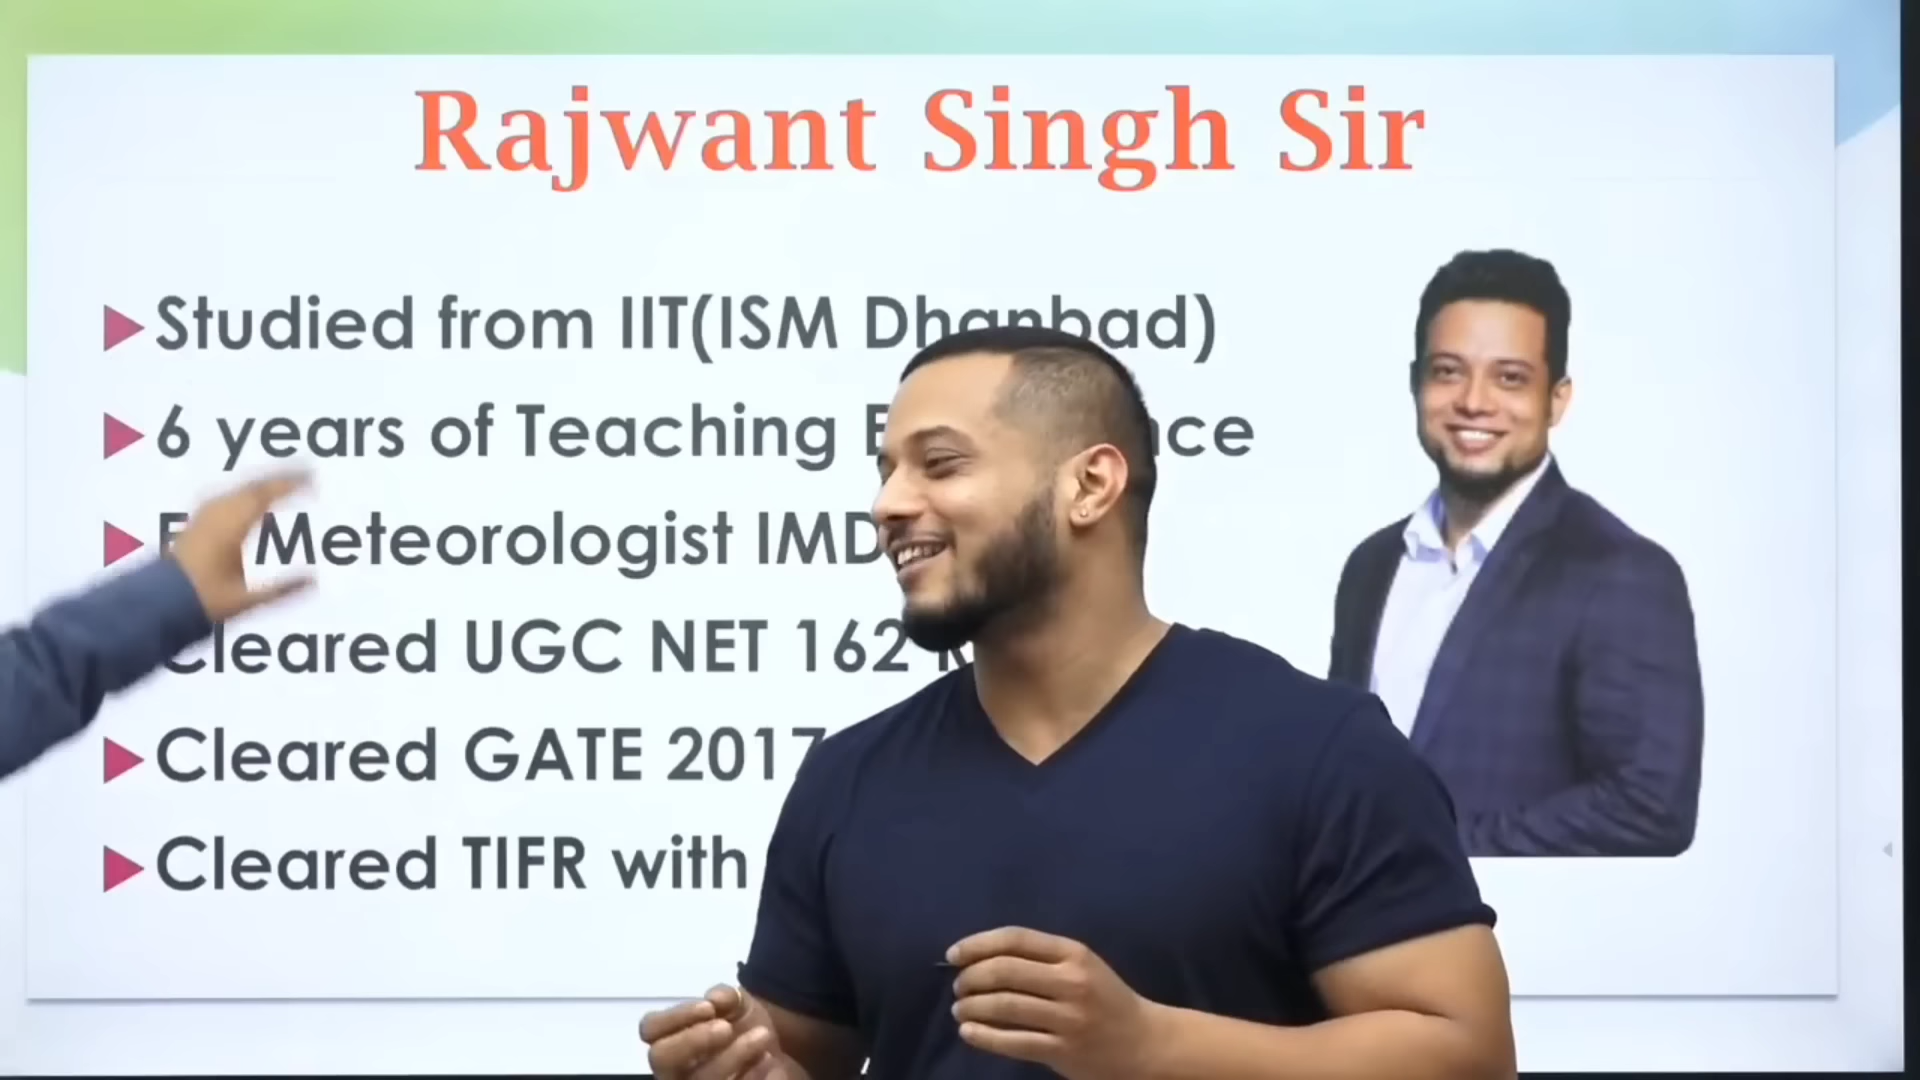 Rajwant Singh Sir
Studied from IIT(ISM Dhanbad)
6 years of Teaching
Meteorologist IMD
Cleared UGC NET 162
Cleared GATE 2017
Cleared TIFR with